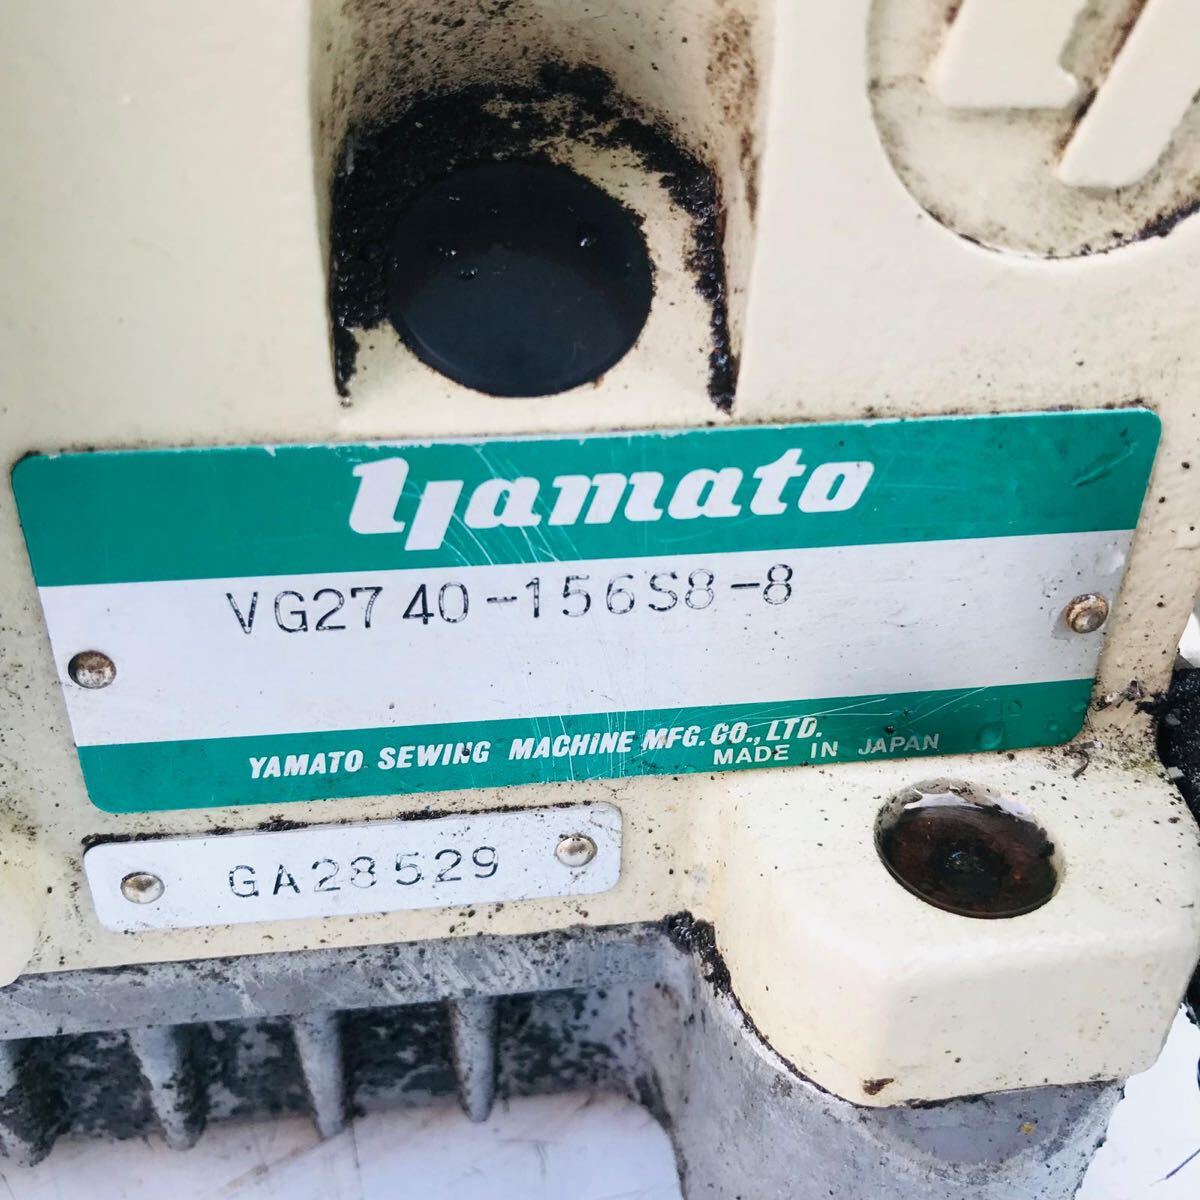 yamato
VG2740-156S8-8
YAMATO SEWING MACHINE MFG. CO., LTD.
MADE IN JAPAN
GA28529